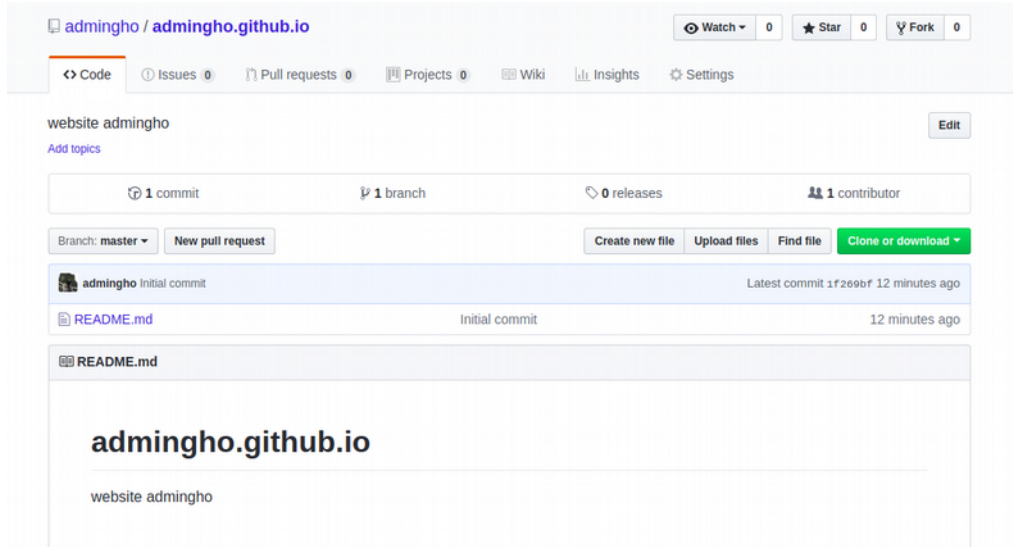 admingho / admingho.github.io
Watch 0 Star 0 Fork 0
Code Issues 0 Pull requests 0 Projects 0 Wiki Insights Settings
website admingho
Edit
Add topics
1 commit 1 branch 0 releases 1 contributor
Branch: master New pull request Create new file Upload files Find file Clone or download
admingho Initial commit Latest commit 1f269bf 12 minutes ago
README.md Initial commit 12 minutes ago
README.md
admingho.github.io
website admingho